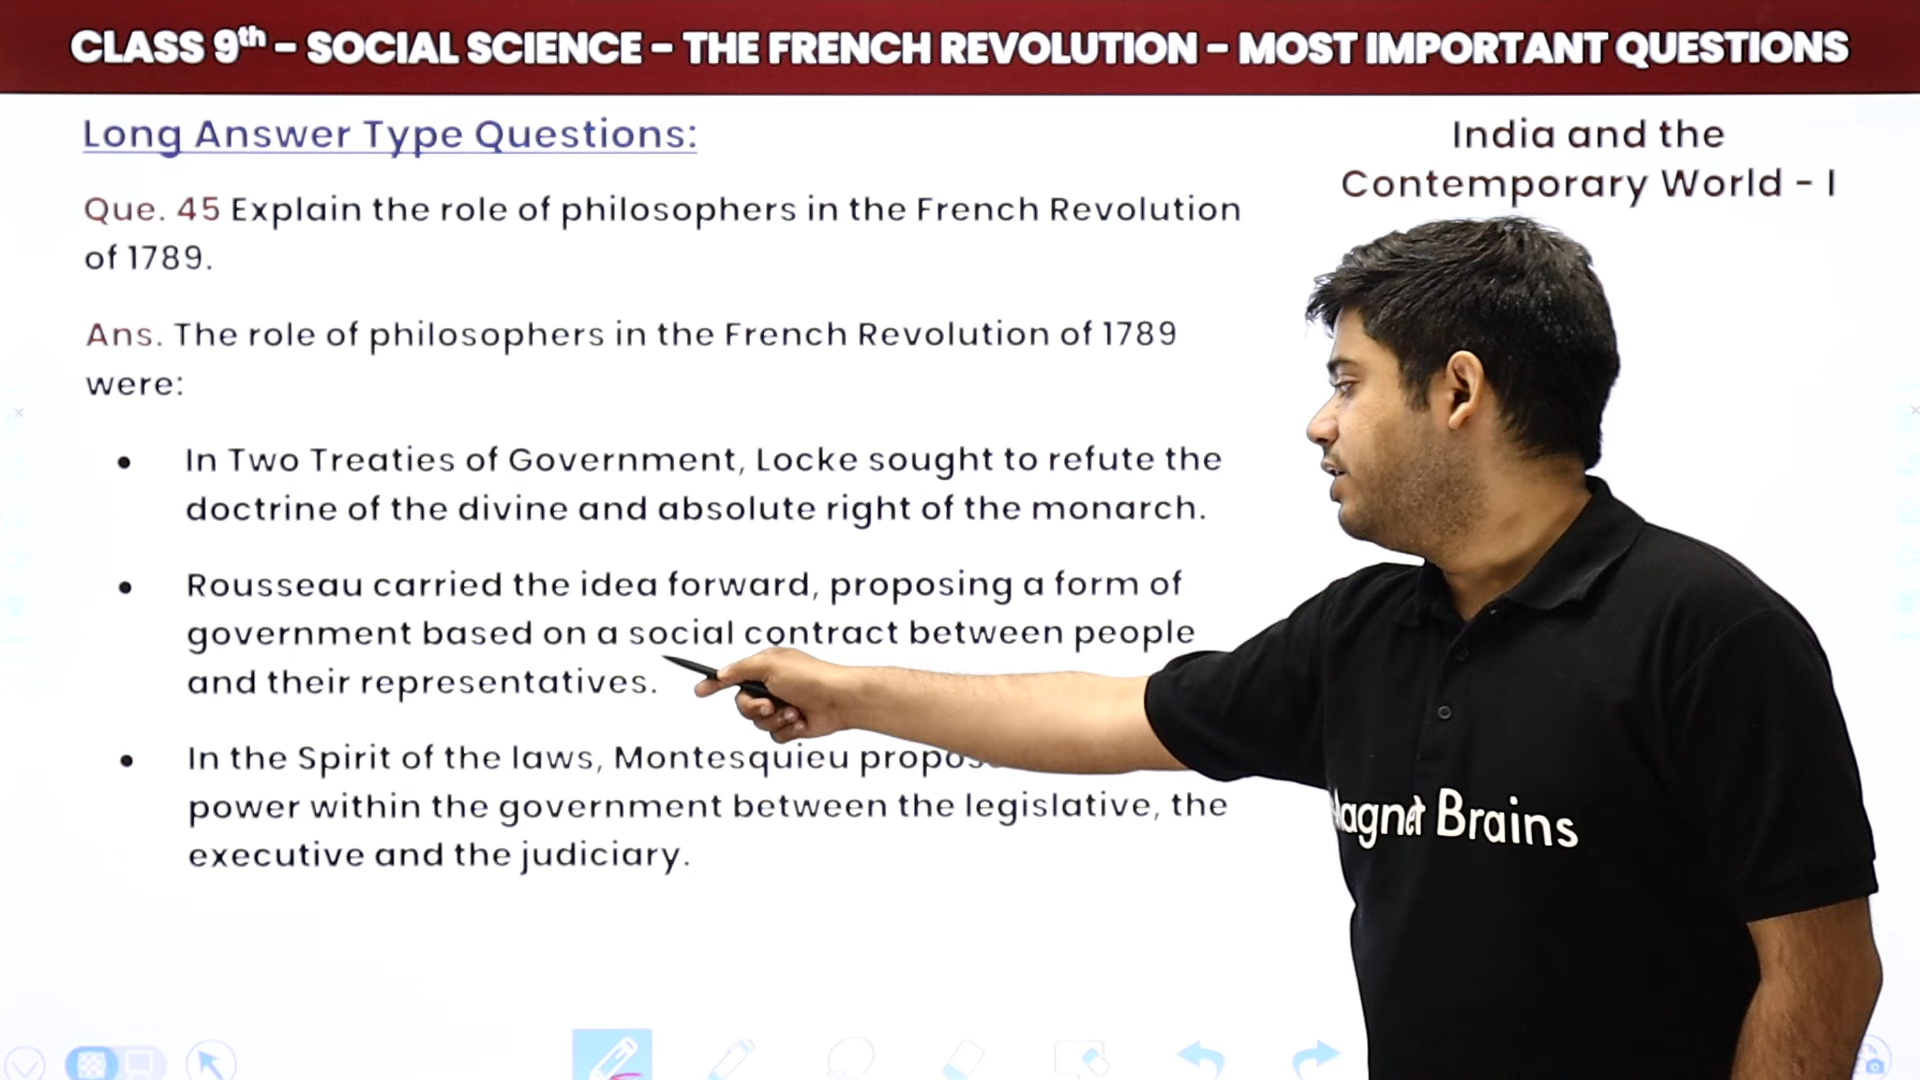 CLASS 9th - SOCIAL SCIENCE - THE FRENCH REVOLUTION - MOST IMPORTANT QUESTIONS
Long Answer Type Questions:
India and the
Contemporary World - I
Que. 45 Explain the role of philosophers in the French Revolution
of 1789.
Ans. The role of philosophers in the French Revolution of 1789
were:
• In Two Treaties of Government, Locke sought to refute the
doctrine of the divine and absolute right of the monarch.
• Rousseau carried the idea forward, proposing a form of
government based on a social contract between people
and their representatives.
• In the Spirit of the laws, Montesquieu
power within the government between the legislative, the
executive and the judiciary.
Brains